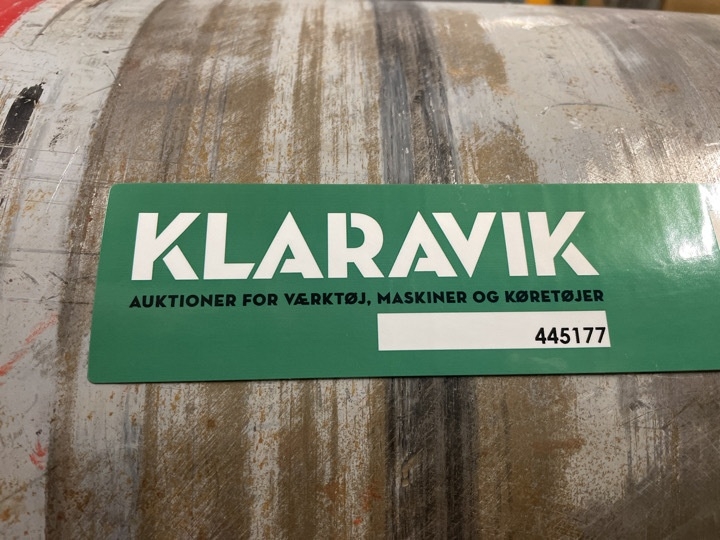 KLARAVIK
AUKTIONER FOR VÆRKTØJ, MASKINER OG KØRETØJER
445177